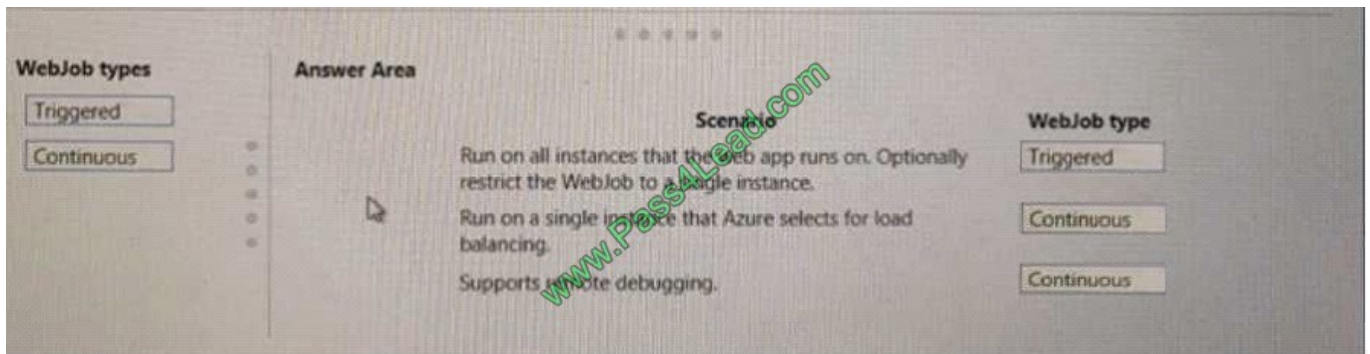 WebJob types
Answer Area
Triggered
Continuous
Scenario
WebJob type
Run on all instances that the web app runs on. Optionally
restrict the WebJob to a single instance.
Triggered
Run on a single instance that Azure selects for load
balancing.
Continuous
Supports remote debugging.
Continuous
www.Pass4Lead.com